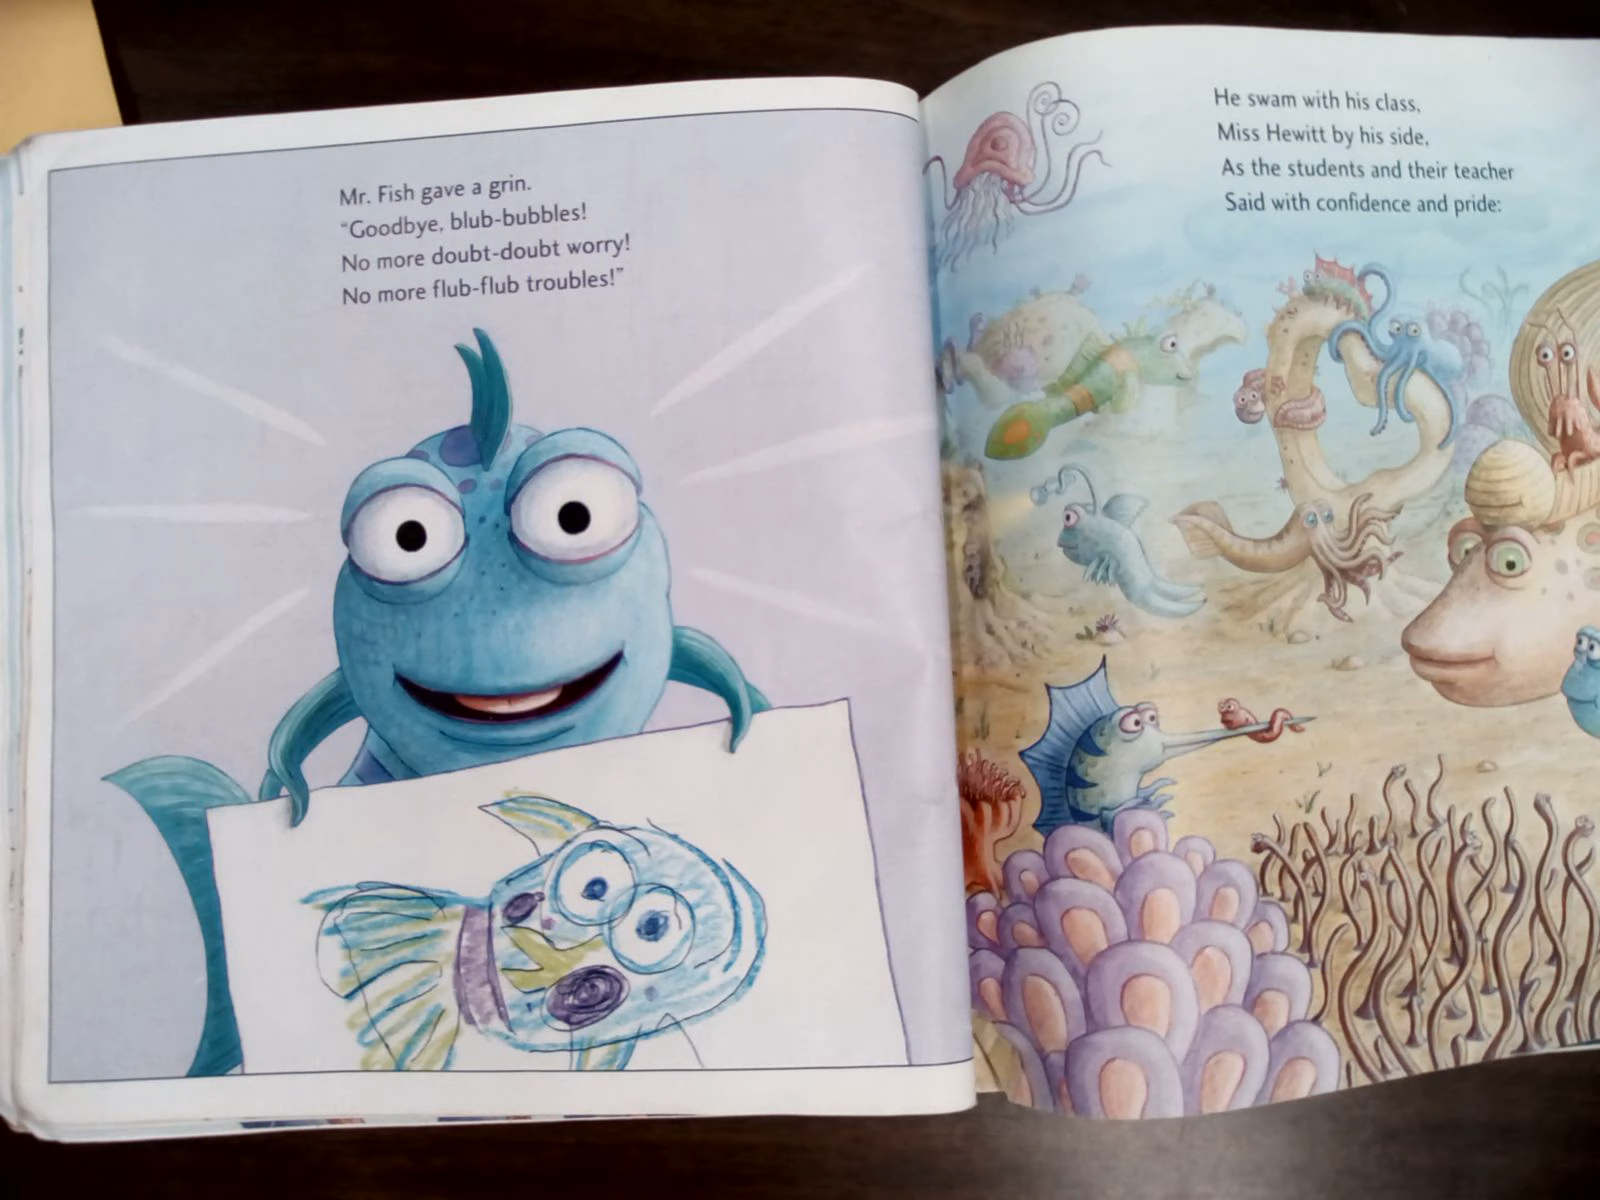 Mr. Fish gave a grin.
"Goodbye, blub-bubbles!
No more doubt-doubt worry!
No more flub-flub troubles!"
He swam with his class,
Miss Hewitt by his side,
As the students and their teacher
Said with confidence and pride: